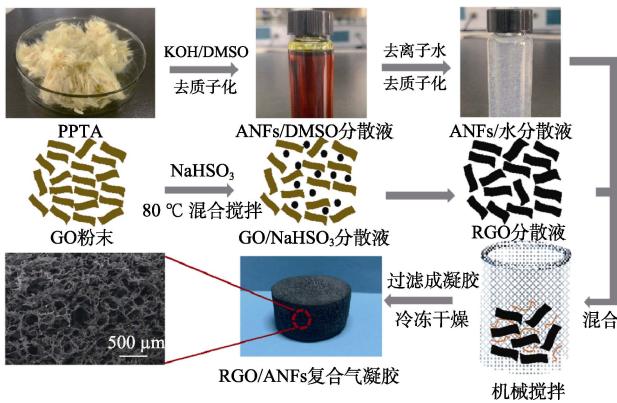 KOH/DMSO
去质子化
去离子水
去质子化
PPTA
ANFs/DMSO分散液
ANFs/水分散液
NaHSO₃
80 ℃ 混合搅拌
GO粉末
GO/NaHSO₃分散液
RGO分散液
500 µm
过滤成凝胶
冷冻干燥
混合
RGO/ANFs复合气凝胶
机械搅拌